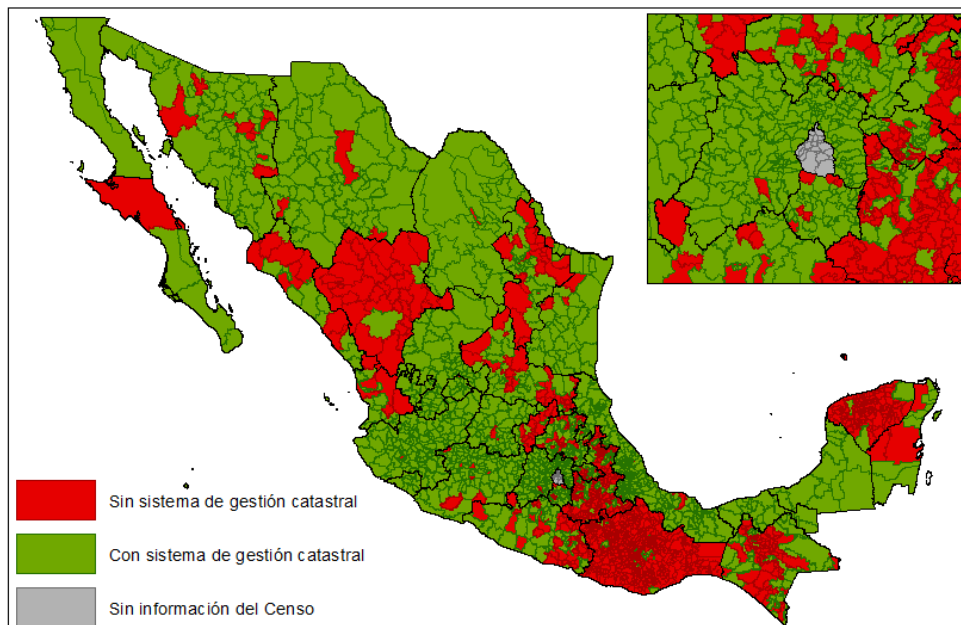 Sin sistema de gestión catastral
Con sistema de gestión catastral
Sin información del Censo